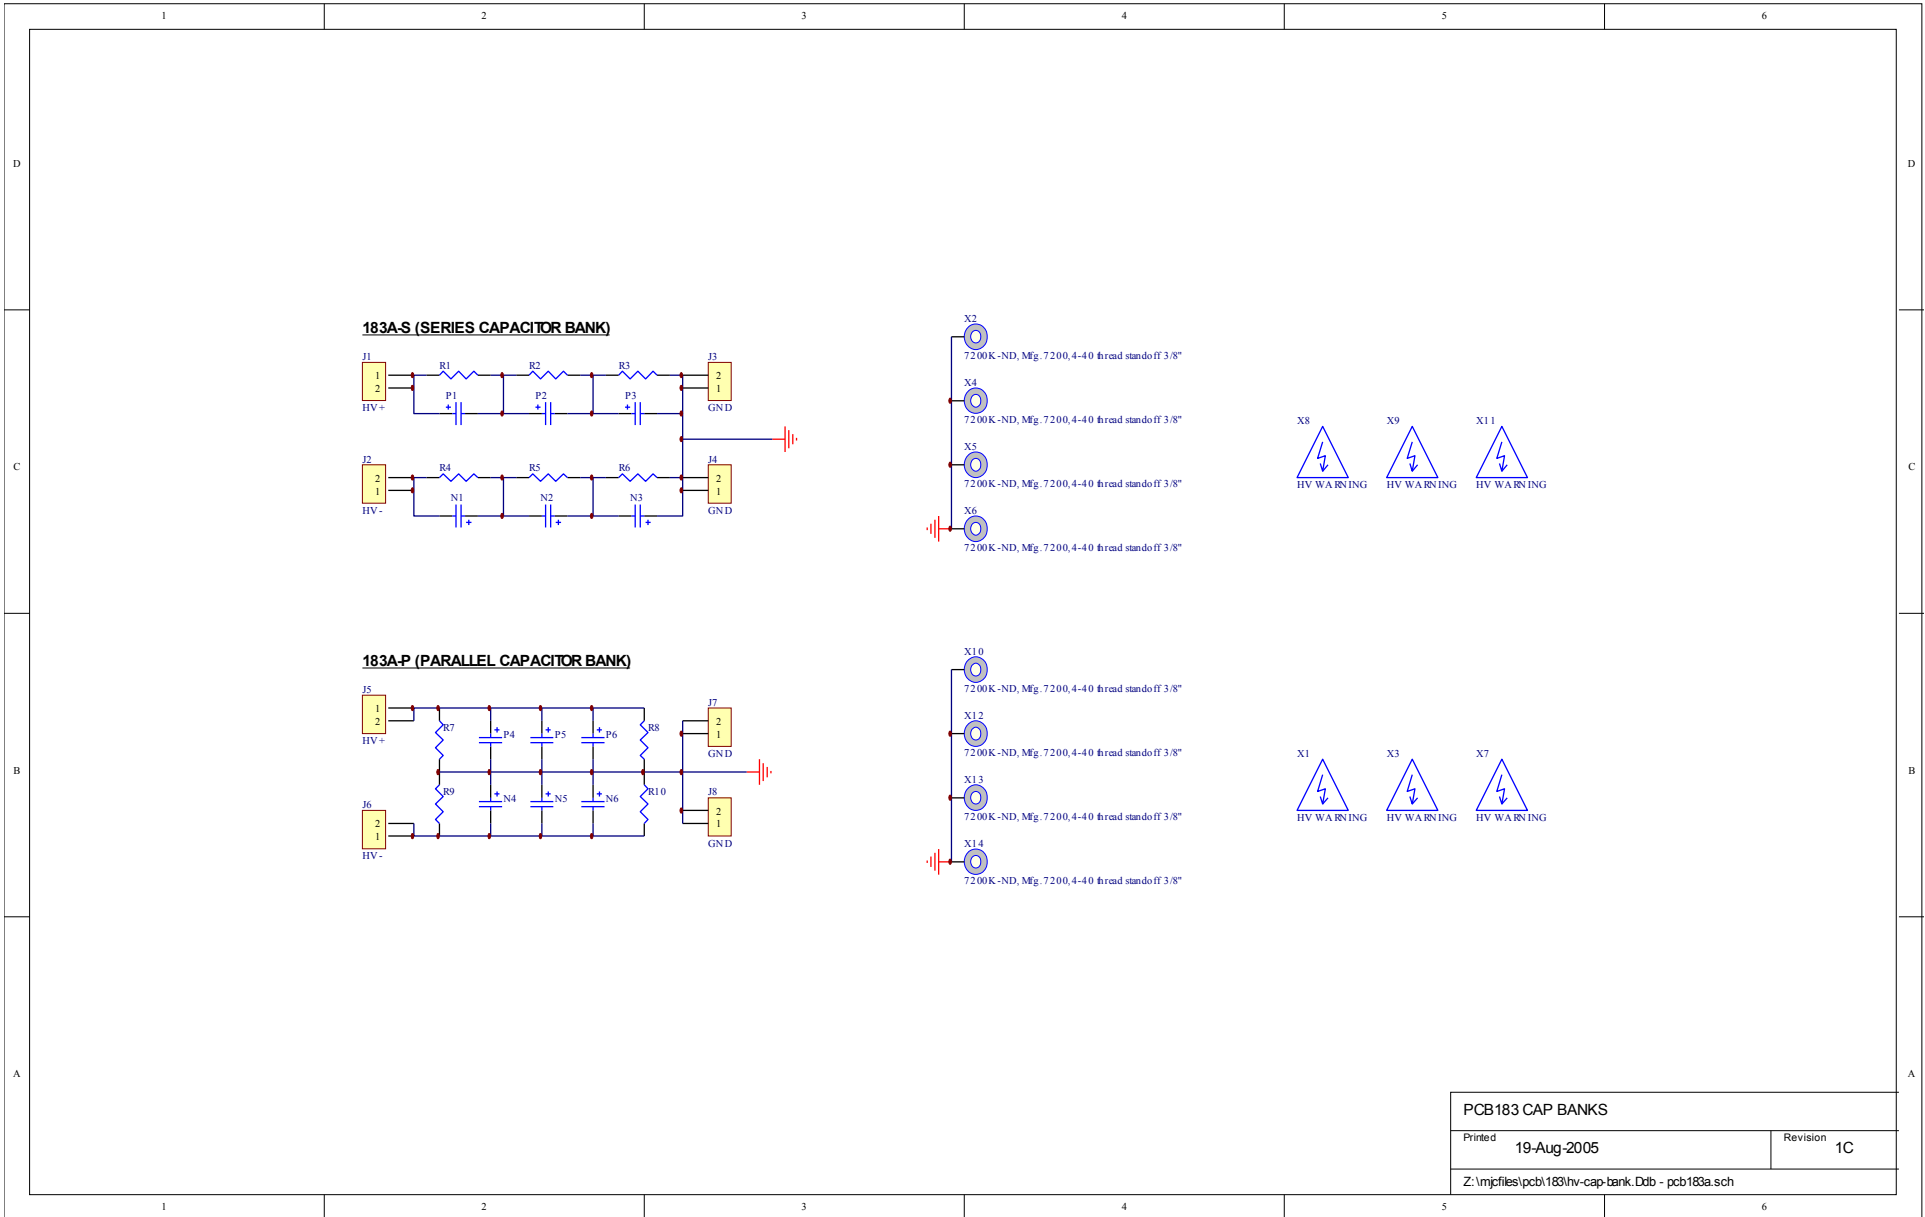 1 2 3 4 5 6
D D
183A-S (SERIES CAPACITOR BANK)
J1
1
2
HV+
R1 R2 R3
P1 P2 P3
+ + +
J3
2
1
GND
J2
2
1
HV-
R4 R5 R6
N1 N2 N3
+ + +
J4
2
1
GND
X2
7200K-ND, Mfg. 7200, 4-40 thread standoff 3/8"
X4
7200K-ND, Mfg. 7200, 4-40 thread standoff 3/8"
X5
7200K-ND, Mfg. 7200, 4-40 thread standoff 3/8"
X6
7200K-ND, Mfg. 7200, 4-40 thread standoff 3/8"
X8 X9 X11
HV WARNING HV WARNING HV WARNING
C C
183A-P (PARALLEL CAPACITOR BANK)
J5
1
2
HV+
R7 P4 P5 P6 R8
+ + +
J7
2
1
GND
R9 N4 N5 N6 R10
+ + +
J6
2
1
HV-
J8
2
1
GND
X10
7200K-ND, Mfg. 7200, 4-40 thread standoff 3/8"
X12
7200K-ND, Mfg. 7200, 4-40 thread standoff 3/8"
X13
7200K-ND, Mfg. 7200, 4-40 thread standoff 3/8"
X14
7200K-ND, Mfg. 7200, 4-40 thread standoff 3/8"
X1 X3 X7
HV WARNING HV WARNING HV WARNING
B B
A A
PCB183 CAP BANKS
Printed 19-Aug-2005 Revision 1C
Z:\mjcfiles\pcb\183\hv-cap-bank.Ddb - pcb183a.sch
1 2 3 4 5 6